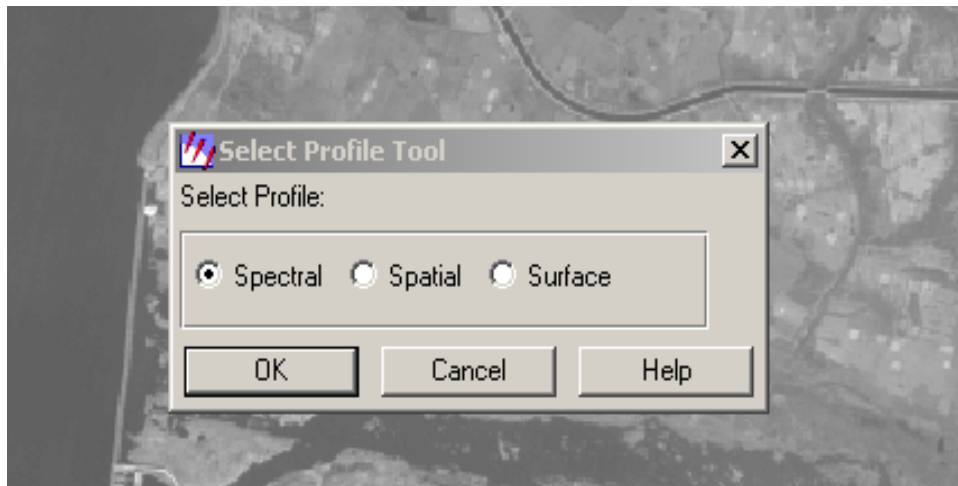 Select Profile Tool
Select Profile:
Spectral Spatial Surface
OK Cancel Help